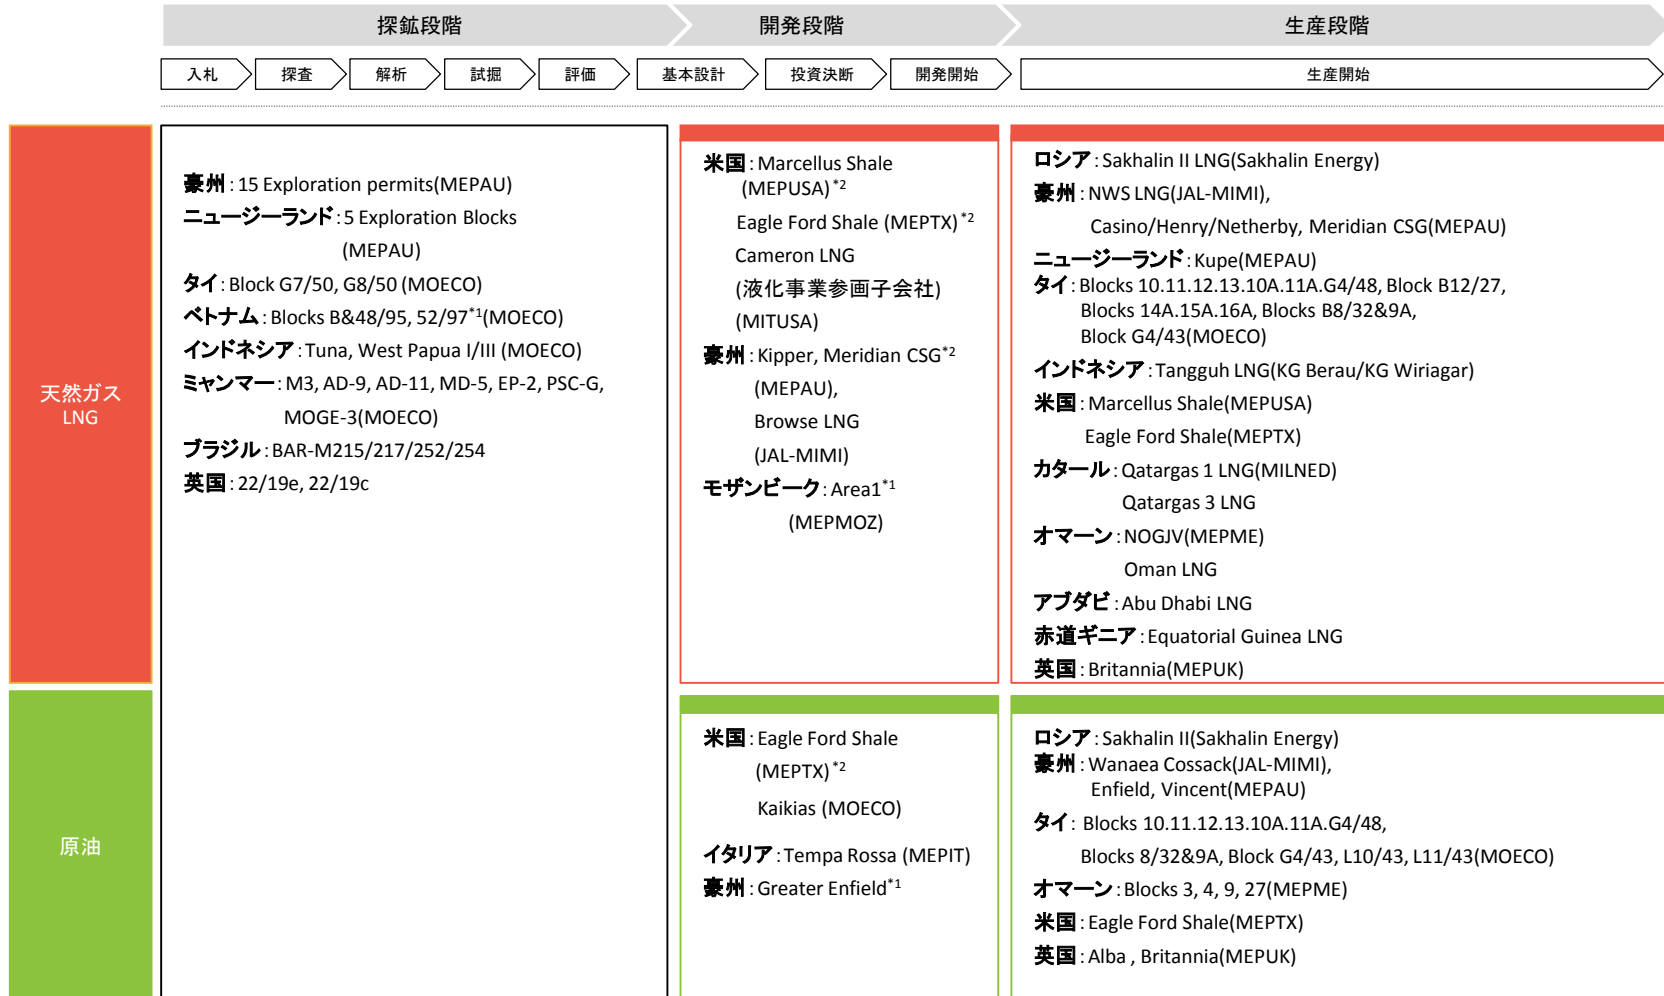 探鉱段階
開発段階
生産段階
入札
探査
解析
試掘
評価
基本設計
投資決断
開発開始
生産開始
天然ガス
LNG
豪州:15 Exploration permits(MEPAU)
ニュージーランド:5 Exploration Blocks
(MEPAU)
タイ:Block G7/50, G8/50 (MOECO)
ベトナム:Blocks B&48/95, 52/97*1(MOECO)
インドネシア:Tuna, West Papua I/III (MOECO)
ミャンマー:M3, AD-9, AD-11, MD-5, EP-2, PSC-G,
MOGE-3(MOECO)
ブラジル:BAR-M215/217/252/254
英国:22/19e, 22/19c
米国:Marcellus Shale
(MEPUSA)*2
Eagle Ford Shale (MEPTX)*2
Cameron LNG
(液化事業参画子会社)
(MITUSA)
豪州:Kipper, Meridian CSG*2
(MEPAU),
Browse LNG
(JAL-MIMI)
モザンビーク:Area1*1
(MEPMOZ)
ロシア:Sakhalin II LNG(Sakhalin Energy)
豪州:NWS LNG(JAL-MIMI),
Casino/Henry/Netherby, Meridian CSG(MEPAU)
ニュージーランド:Kupe(MEPAU)
タイ:Blocks 10.11.12.13.10A.11A.G4/48, Block B12/27,
Blocks 14A.15A.16A, Blocks B8/32&9A,
Block G4/43(MOECO)
インドネシア:Tangguh LNG(KG Berau/KG Wiriagar)
米国:Marcellus Shale(MEPUSA)
Eagle Ford Shale(MEPTX)
カタール:Qatargas 1 LNG(MILNED)
Qatargas 3 LNG
オマーン:NOGJV(MEPME)
Oman LNG
アブダビ:Abu Dhabi LNG
赤道ギニア:Equatorial Guinea LNG
英国:Britannia(MEPUK)
原油
米国:Eagle Ford Shale
(MEPTX)*2
Kaikias (MOECO)
イタリア:Tempa Rossa (MEPIT)
豪州:Greater Enfield*1
ロシア:Sakhalin II(Sakhalin Energy)
豪州:Wanaea Cossack(JAL-MIMI),
Enfield, Vincent(MEPAU)
タイ: Blocks 10.11.12.13.10A.11A.G4/48,
Blocks 8/32&9A, Block G4/43, L10/43, L11/43(MOECO)
オマーン:Blocks 3, 4, 9, 27(MEPME)
米国:Eagle Ford Shale(MEPTX)
英国:Alba , Britannia(MEPUK)